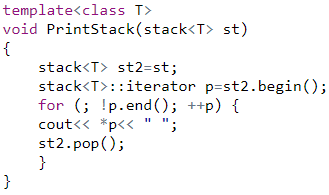 template<class T>
void PrintStack(stack<T> st)
{
    stack<T> st2=st;
    stack<T>::iterator p=st2.begin();
    for (; !p.end(); ++p) {
    cout<< *p<< " ";
    st2.pop();
    }
}